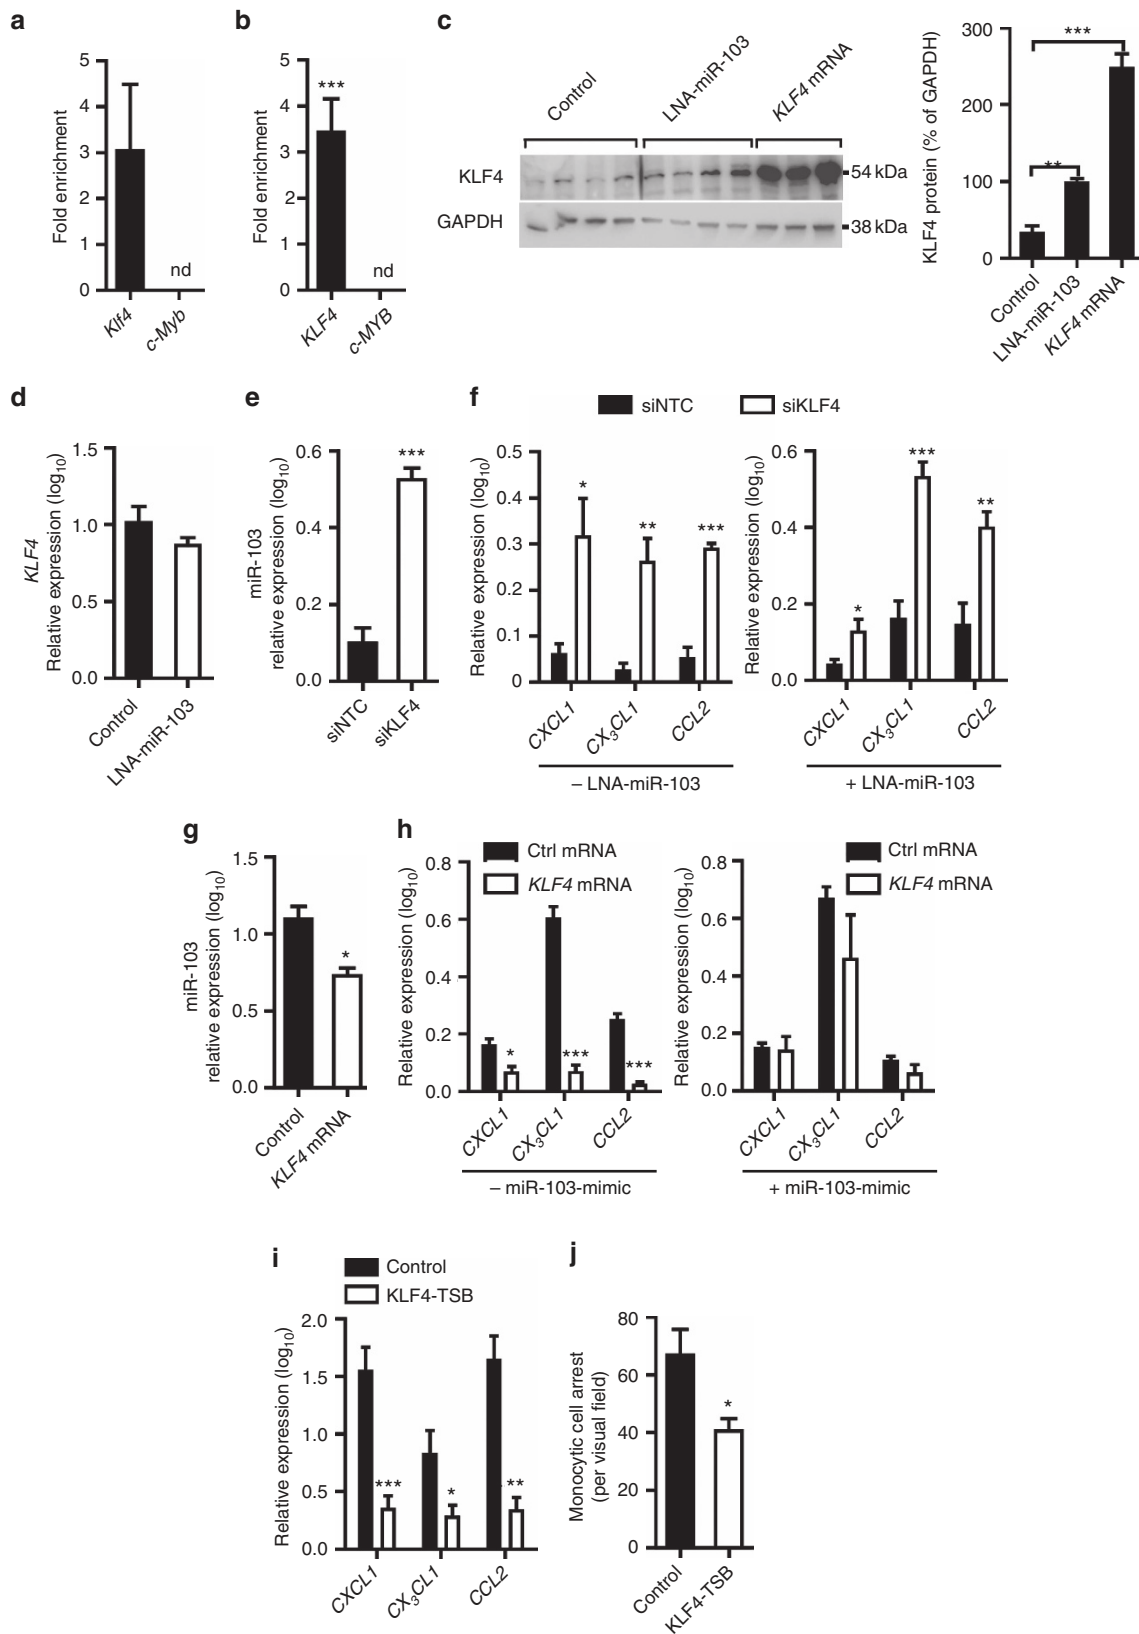 a
Fold enrichment
5
4
3
2
1
0
nd
Klf4
c-Myb
b
Fold enrichment
5
4
3
2
1
0
***
nd
KLF4
c-MYB
c
Control
LNA-miR-103
KLF4 mRNA
KLF4
54 kDa
GAPDH
38 kDa
KLF4 protein (% of GAPDH)
300
200
100
0
***
**
Control
LNA-miR-103
KLF4 mRNA
d
KLF4
Relative expression (log10)
1.5
1.0
0.5
0.0
Control
LNA-miR-103
e
miR-103
relative expression (log10)
0.6
0.4
0.2
0.0
***
siNTC
siKLF4
f
siNTC
siKLF4
Relative expression (log10)
0.5
0.4
0.3
0.2
0.1
0
*
**
***
CXCL1
CX3CL1
CCL2
– LNA-miR-103
Relative expression (log10)
0.6
0.4
0.2
0.0
*
***
**
CXCL1
CX3CL1
CCL2
+ LNA-miR-103
g
miR-103
relative expression (log10)
1.5
1.0
0.5
0.0
*
Control
KLF4 mRNA
h
Ctrl mRNA
KLF4 mRNA
Relative expression (log10)
0.8
0.6
0.4
0.2
0.0
*
***
***
CXCL1
CX3CL1
CCL2
– miR-103-mimic
Ctrl mRNA
KLF4 mRNA
Relative expression (log10)
0.8
0.6
0.4
0.2
0.0
CXCL1
CX3CL1
CCL2
+ miR-103-mimic
i
Control
KLF4-TSB
Relative expression (log10)
2.0
1.5
1.0
0.5
0.0
***
*
**
CXCL1
CX3CL1
CCL2
j
Monocytic cell arrest
(per visual field)
80
60
40
20
0
*
Control
KLF4-TSB